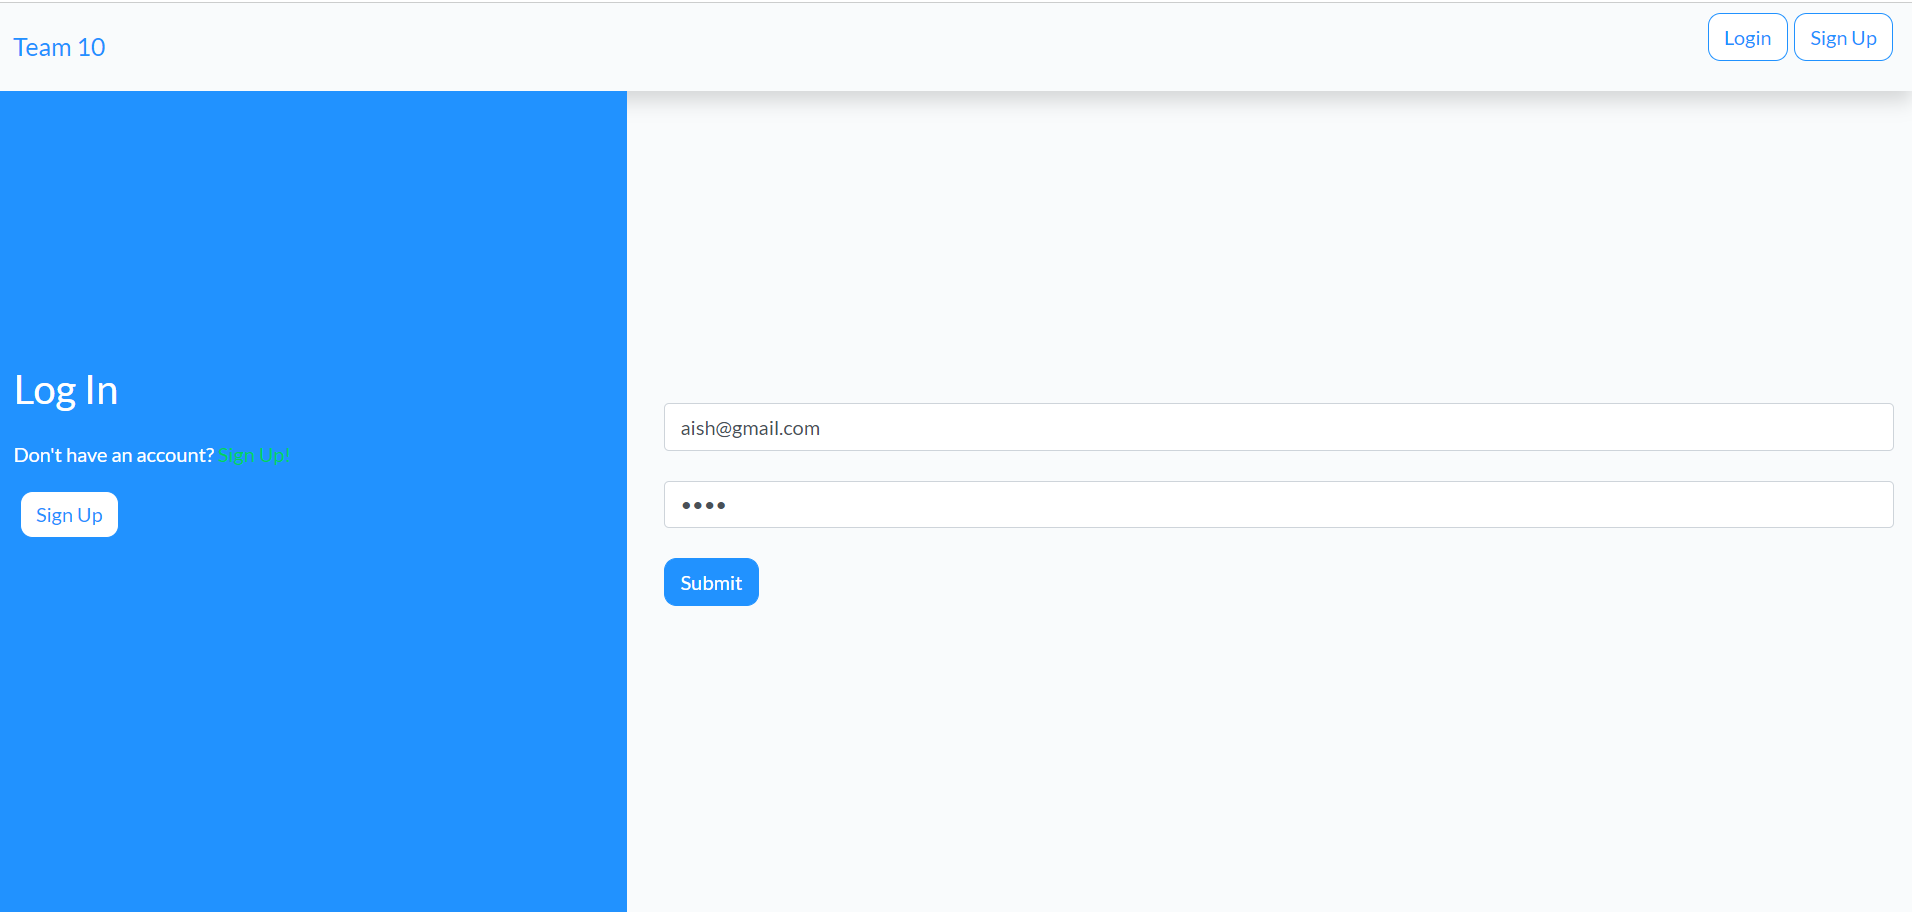 Team 10
Login
Sign Up
Log In
Don't have an account? Sign Up!
Sign Up
aish@gmail.com
••••
Submit